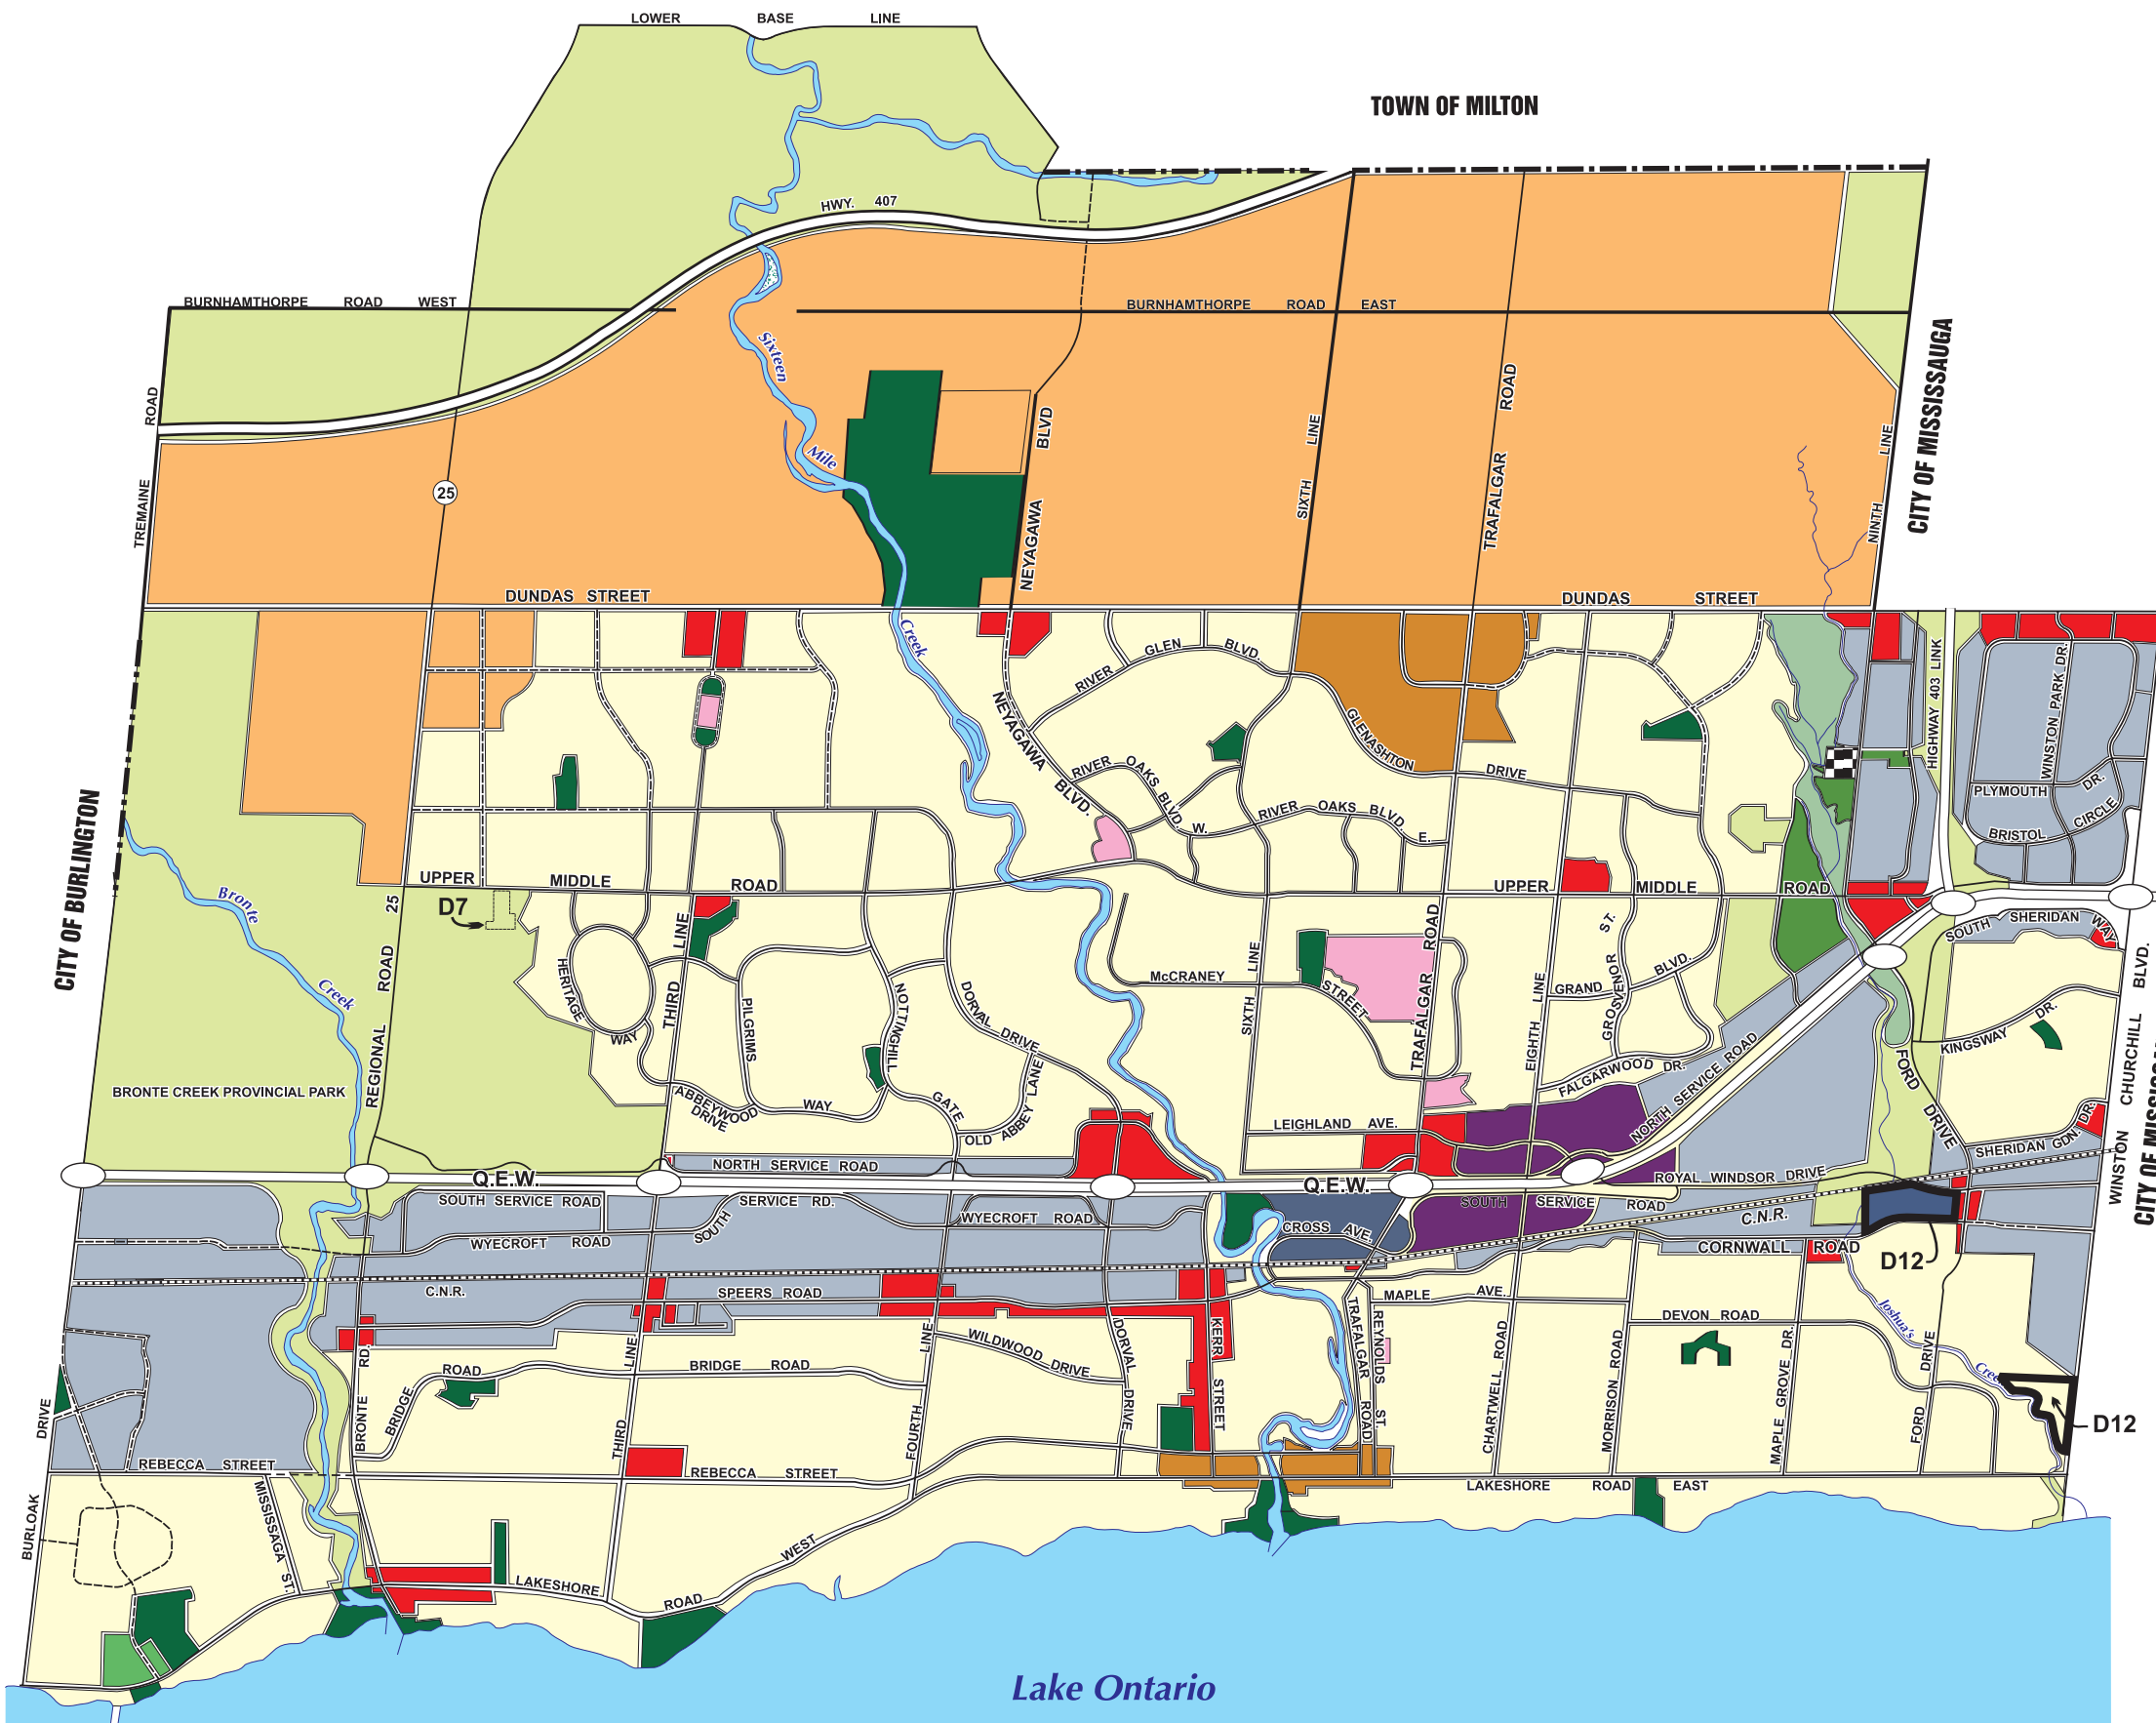 LOWER BASE LINE
TOWN OF MILTON
HWY. 407
BURNHAMTHORPE ROAD WEST
BURNHAMTHORPE ROAD EAST
CITY OF MISSISSAUGA
Sixteen
Mile
Creek
TREMAINE ROAD
25
NEYAGAWA BLVD
SIXTH LINE
TRAFALGAR ROAD
NINTH LINE
DUNDAS STREET
DUNDAS STREET
RIVER GLEN BLVD
NEYAGAWA BLVD.
GLENASHTON DRIVE
HIGHWAY 403 LINK
WINSTON PARK DR.
PLYMOUTH DR.
BRISTOL CIRCLE
RIVER OAKS BLVD. W.
RIVER OAKS BLVD. E.
CITY OF BURLINGTON
Bronte
Creek
UPPER MIDDLE ROAD
UPPER MIDDLE ROAD
D7
REGIONAL ROAD 25
SOUTH SHERIDAN WAY
HERITAGE WAY
THIRD LINE
PILGRIMS WAY
NOTTINGHILL GATE
DORVAL DRIVE
McCRANEY STREET
SIXTH LINE
TRAFALGAR ROAD
EIGHTH LINE
GRAND BLVD.
GROSVENOR ST.
FALGARWOOD DR.
NORTH SERVICE ROAD
KINGSWAY DR.
FORD DRIVE
WINSTON CHURCHILL BLVD.
SHERIDAN GDN. DR.
BRONTE CREEK PROVINCIAL PARK
ABBEYWOOD DRIVE
OLD ABBEY LANE
LEIGHLAND AVE.
NORTH SERVICE ROAD
Q.E.W.
Q.E.W.
ROYAL WINDSOR DRIVE
SOUTH SERVICE ROAD
SOUTH SERVICE RD.
SOUTH SERVICE ROAD
WYECROFT ROAD
WYECROFT ROAD
CROSS AVE.
C.N.R.
C.N.R.
CORNWALL ROAD
D12
SPEERS ROAD
MAPLE AVE.
DEVON ROAD
Joshua's
BRONTE RD.
BRIDGE ROAD
BRIDGE ROAD
THIRD LINE
FOURTH LINE
WILDWOOD DRIVE
DORVAL DRIVE
KERR STREET
TRAFALGAR ROAD
REYNOLDS ST.
CHARTWELL ROAD
MORRISON ROAD
MAPLE GROVE DR.
FORD DRIVE
D12
BURLOAK DRIVE
REBECCA STREET
REBECCA STREET
LAKESHORE ROAD EAST
MISSISSAGA ST.
LAKESHORE ROAD WEST
Lake Ontario